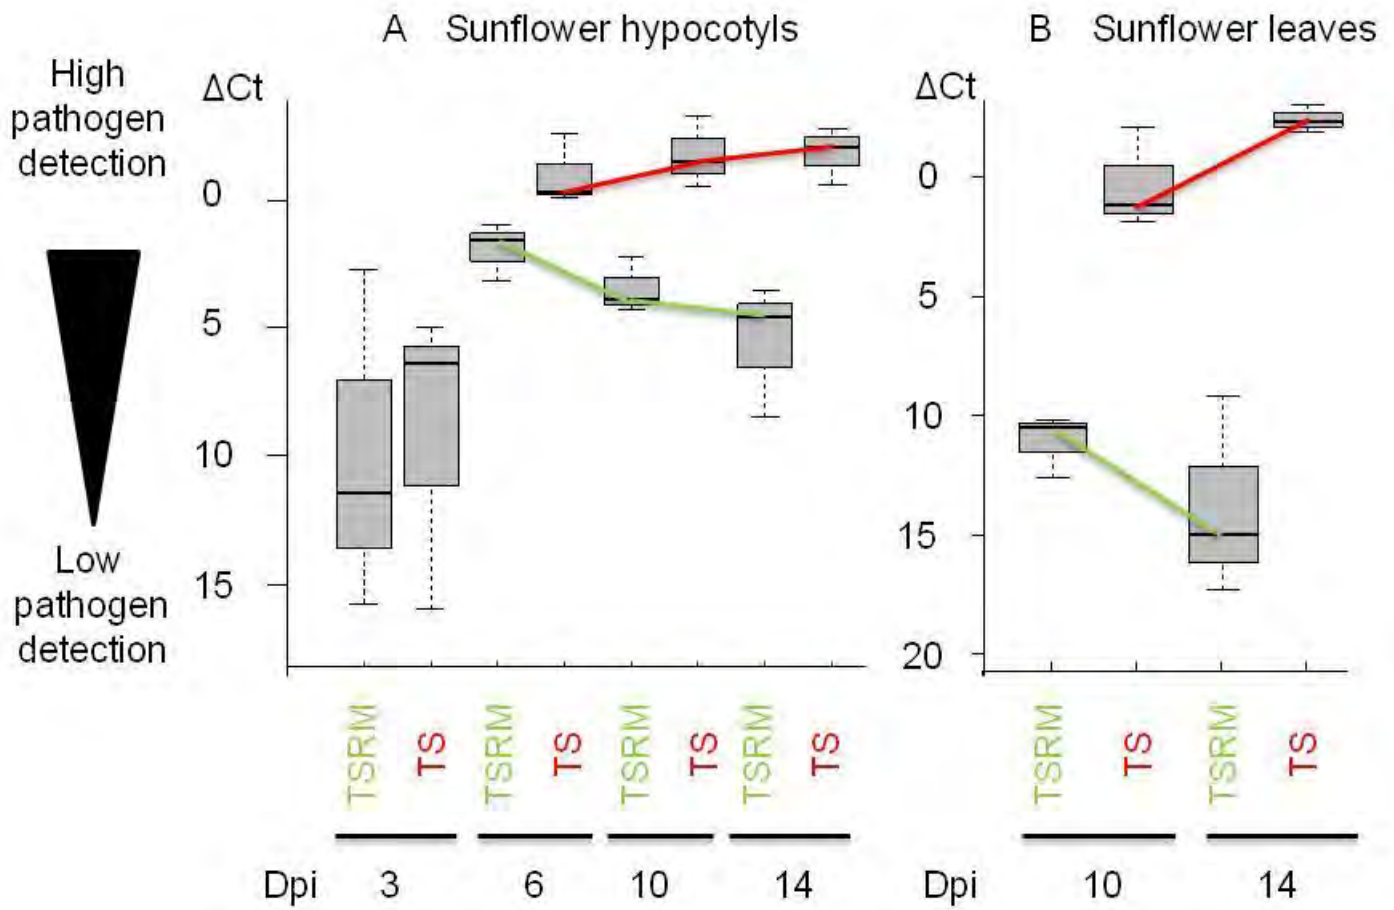 A Sunflower hypocotyls
B Sunflower leaves
High
pathogen
detection
Low
pathogen
detection
ΔCt
0
5
10
15
TSRM
TS
TSRM
TS
TSRM
TS
TSRM
TS
Dpi 3 6 10 14
ΔCt
0
5
10
15
20
TSRM
TS
TSRM
TS
Dpi 10 14